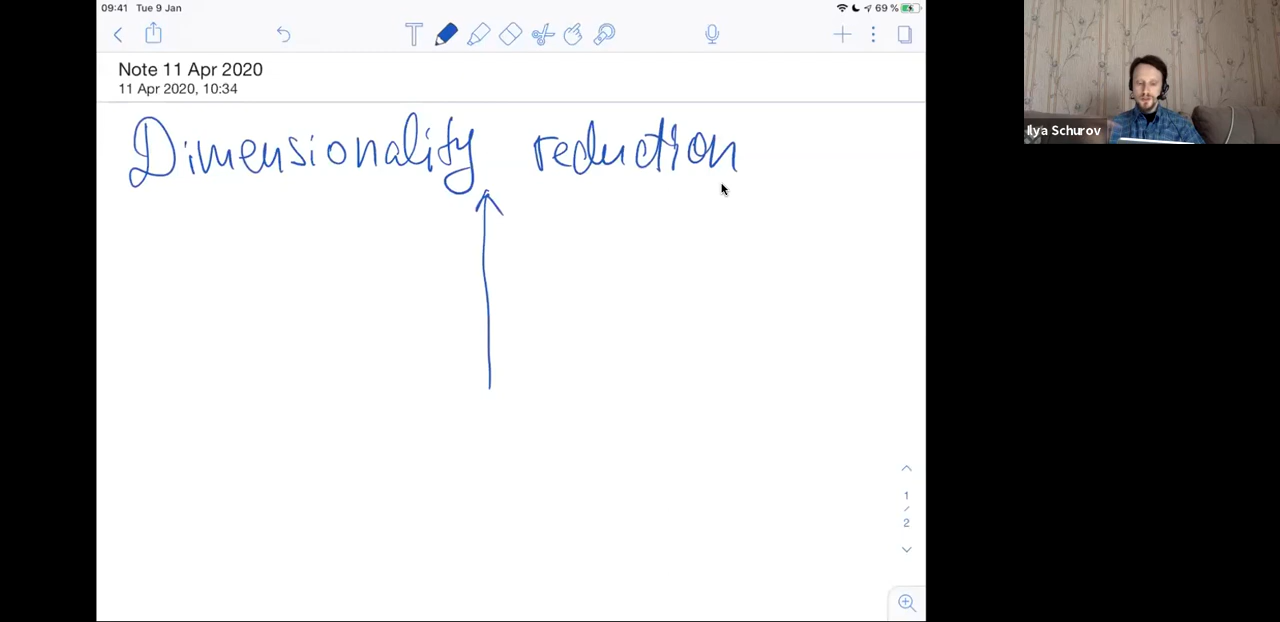 09:41 Tue 9 Jan
69 %
T
Note 11 Apr 2020
11 Apr 2020, 10:34
Dimensionality reduction
1
/
2
Ilya Schurov